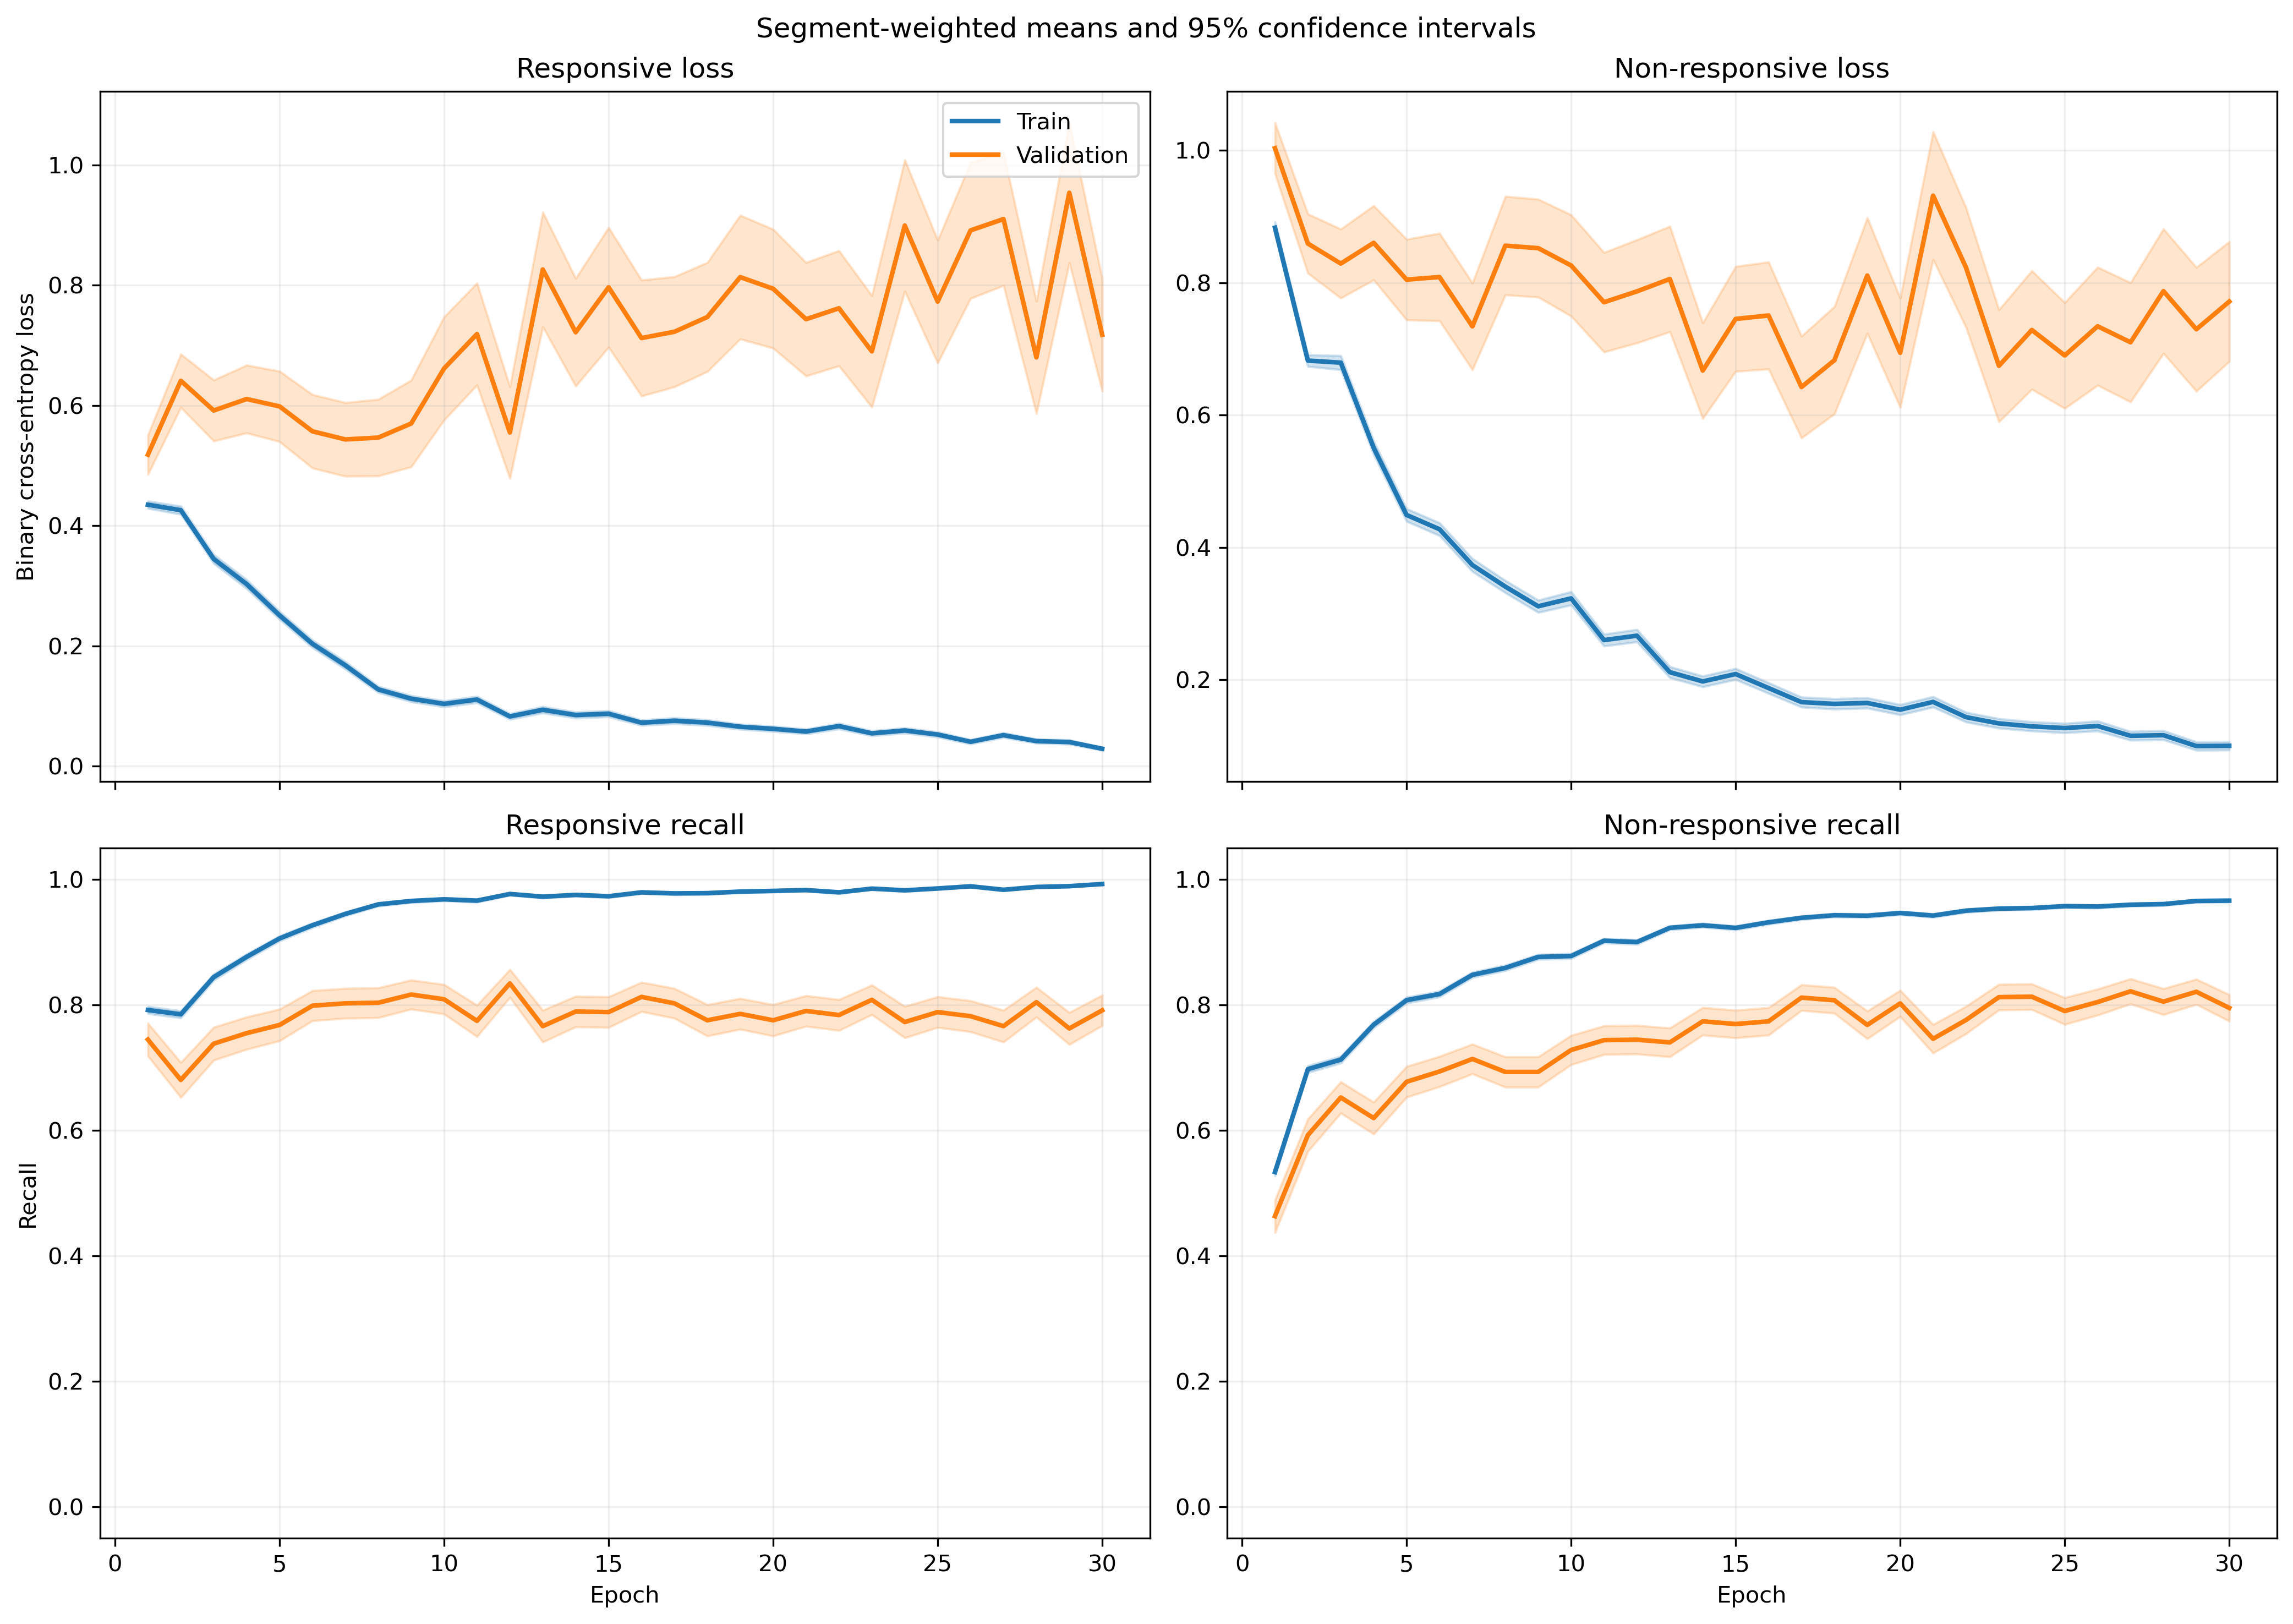 Segment-weighted means and 95% confidence intervals
Responsive loss
Non-responsive loss
Train
Validation
Binary cross-entropy loss
1.0
0.8
0.6
0.4
0.2
0.0
1.0
0.8
0.6
0.4
0.2
Responsive recall
Non-responsive recall
Recall
1.0
0.8
0.6
0.4
0.2
0.0
0 5 10 15 20 25 30
Epoch
1.0
0.8
0.6
0.4
0.2
0.0
0 5 10 15 20 25 30
Epoch